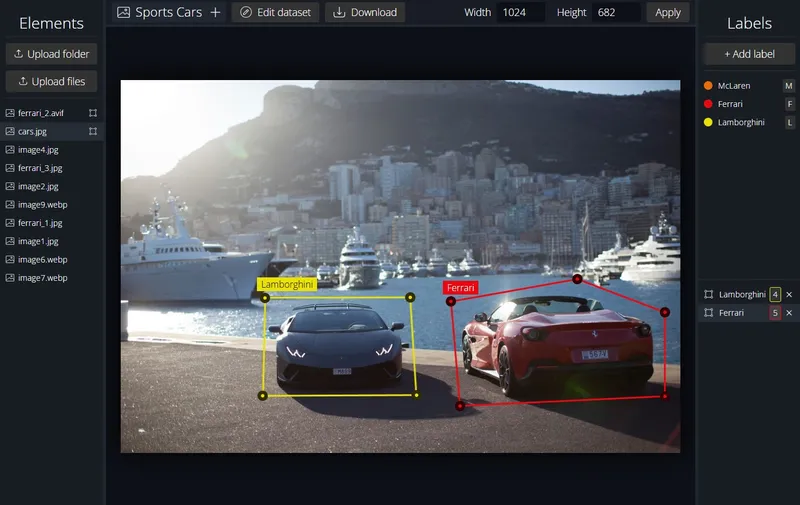 Elements
Upload folder
Upload files
ferrari_2.avif
cars.jpg
image4.jpg
ferrari_3.jpg
image2.jpg
image9.webp
ferrari_1.jpg
image1.jpg
image6.webp
image7.webp
Sports Cars +
Edit dataset
Download
Width 1024
Height 682
Apply
Lamborghini
Ferrari
Labels
+ Add label
McLaren M
Ferrari F
Lamborghini L
Lamborghini 4 ✕
Ferrari 5 ✕